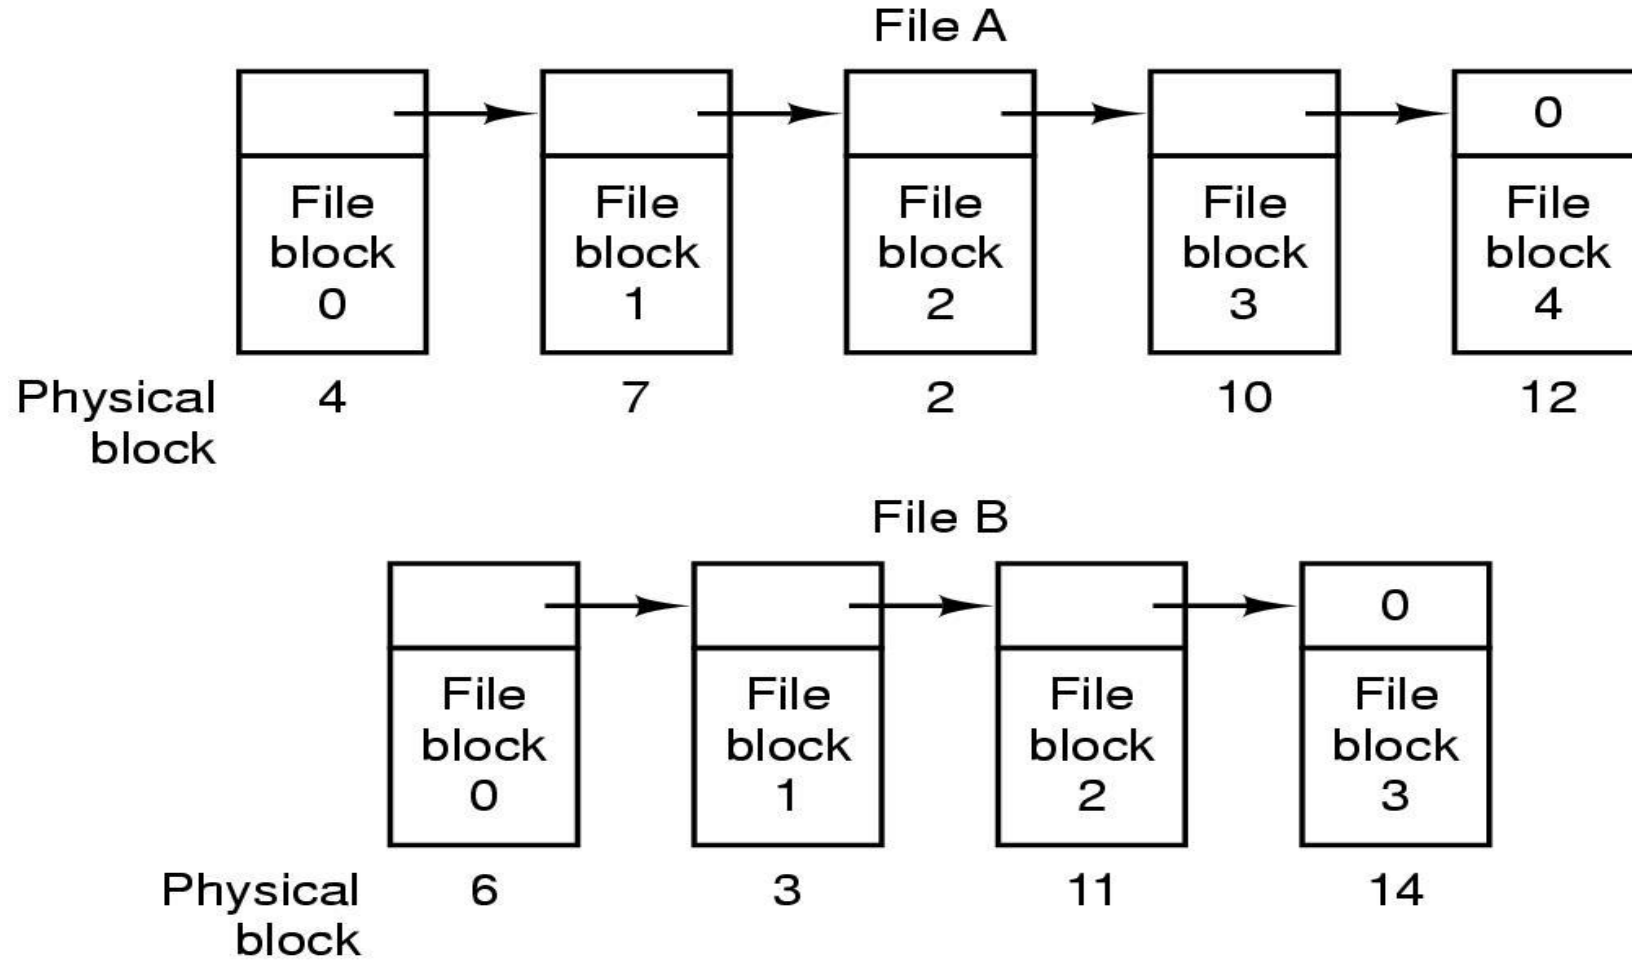 File A
0
File File File File File
block block block block block
0 1 2 3 4
Physical 4 7 2 10 12
block
File B
0
File File File File
block block block block
0 1 2 3
Physical 6 3 11 14
block